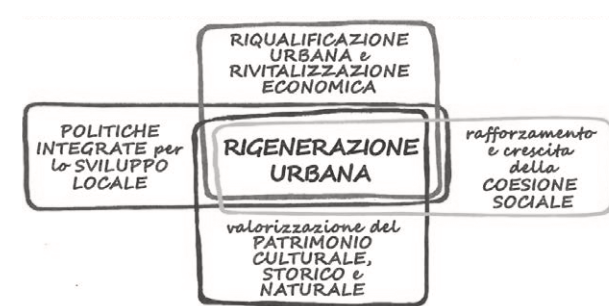 RIQUALIFICAZIONE
URBANA e
RIVITALIZZAZIONE
ECONOMICA
POLITICHE
INTEGRATE per
lo SVILUPPO
LOCALE
RIGENERAZIONE
URBANA
rafforzamento
e crescita
della
COESIONE
SOCIALE
valorizzazione del
PATRIMONIO
CULTURALE,
STORICO e
NATURALE